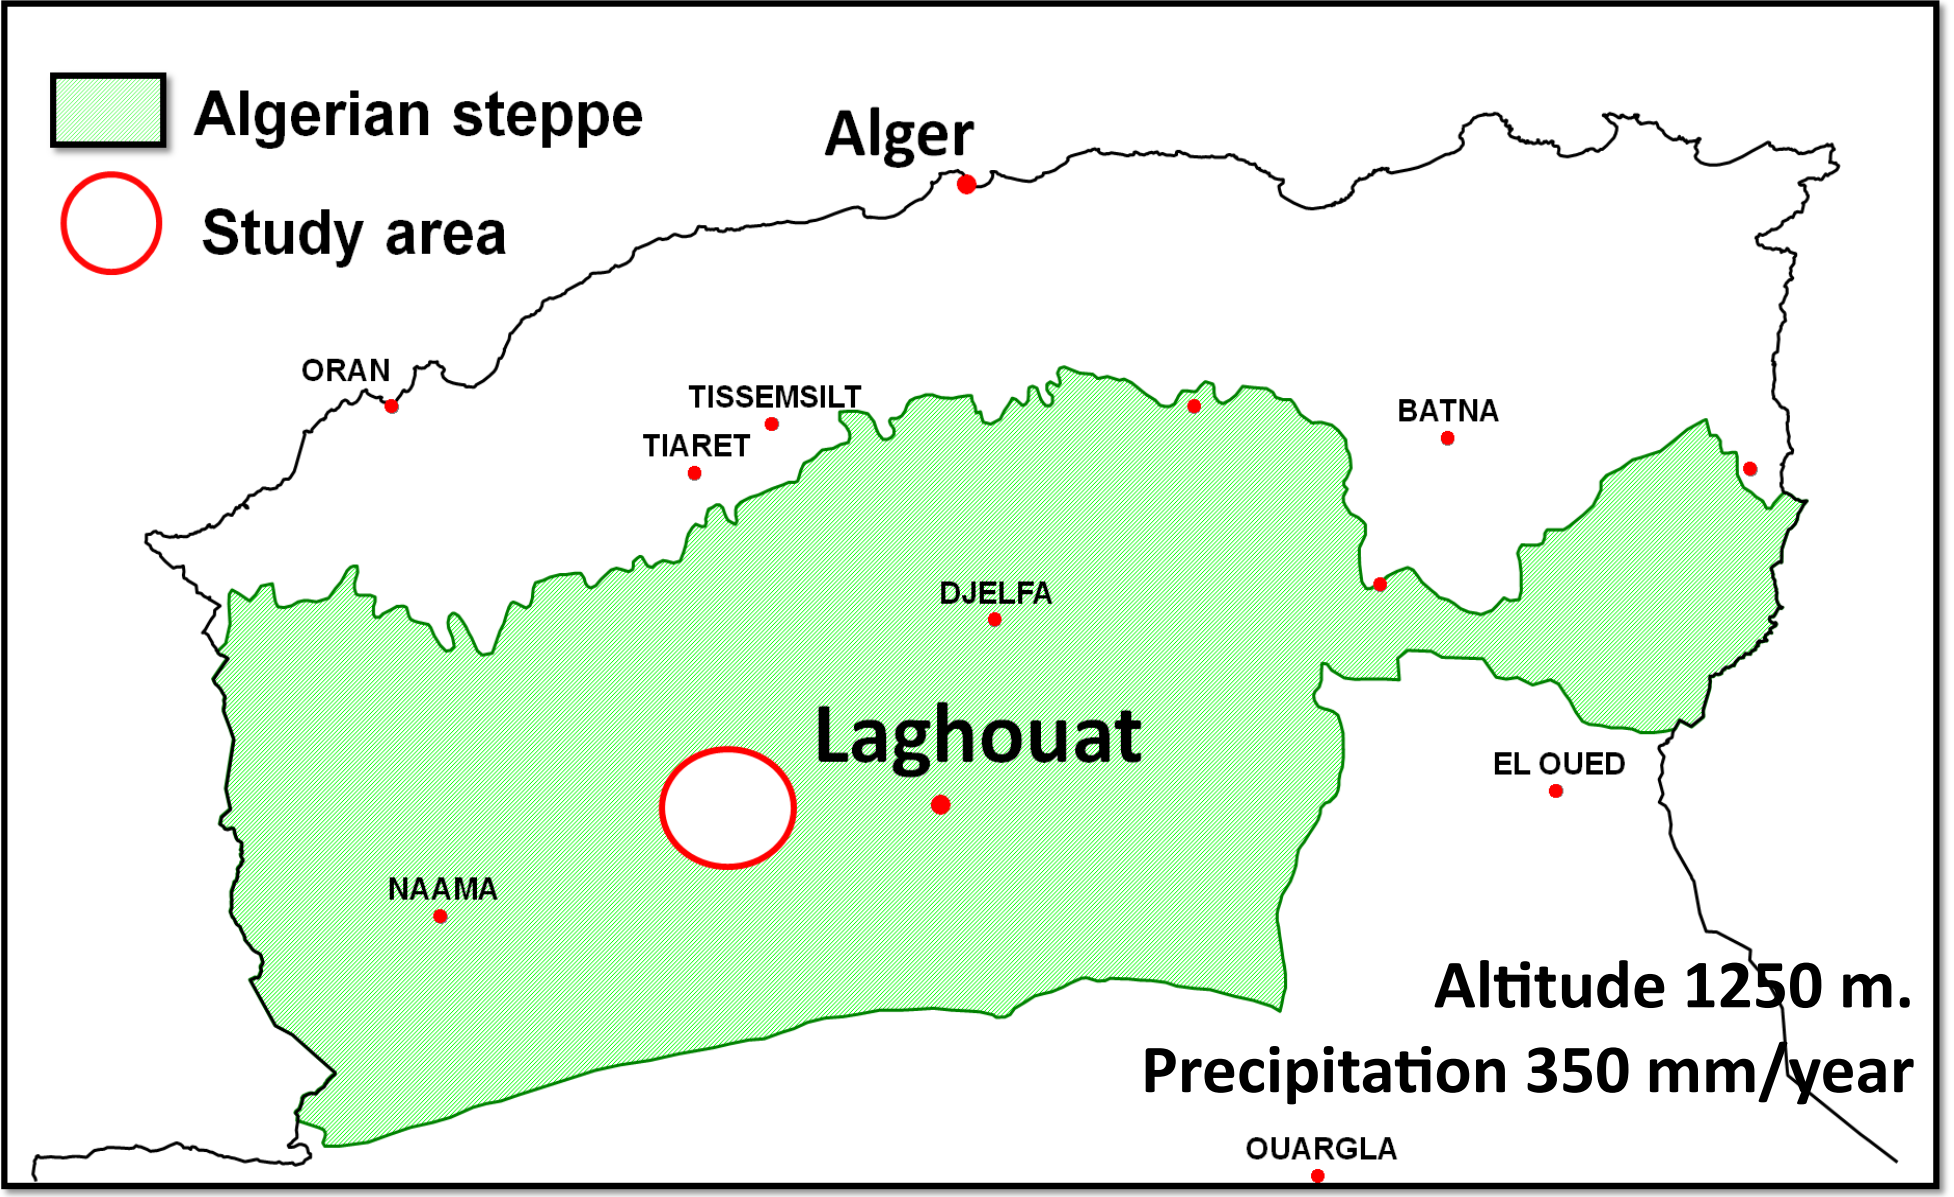 Algerian steppe
Study area
Alger
ORAN
TISSEMSILT
TIARET
BATNA
DJELFA
Laghouat
EL OUED
NAAMA
Altitude 1250 m.
Precipitation 350 mm/year
OUARGLA